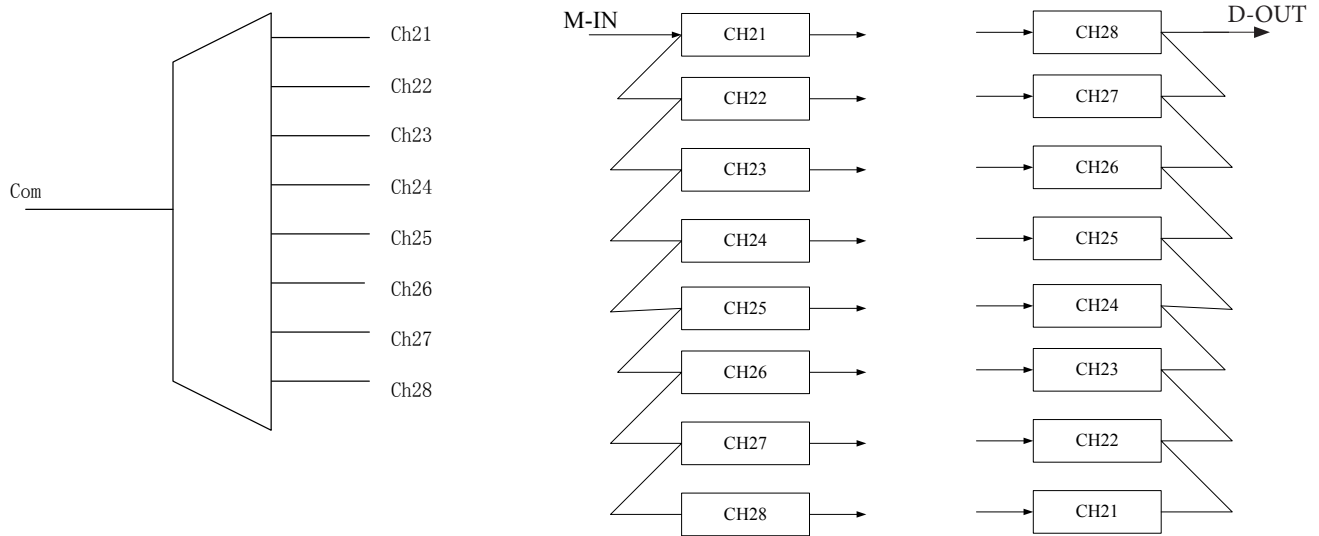 Com
Ch21
Ch22
Ch23
Ch24
Ch25
Ch26
Ch27
Ch28
M-IN
CH21
CH22
CH23
CH24
CH25
CH26
CH27
CH28
D-OUT
CH28
CH27
CH26
CH25
CH24
CH23
CH22
CH21